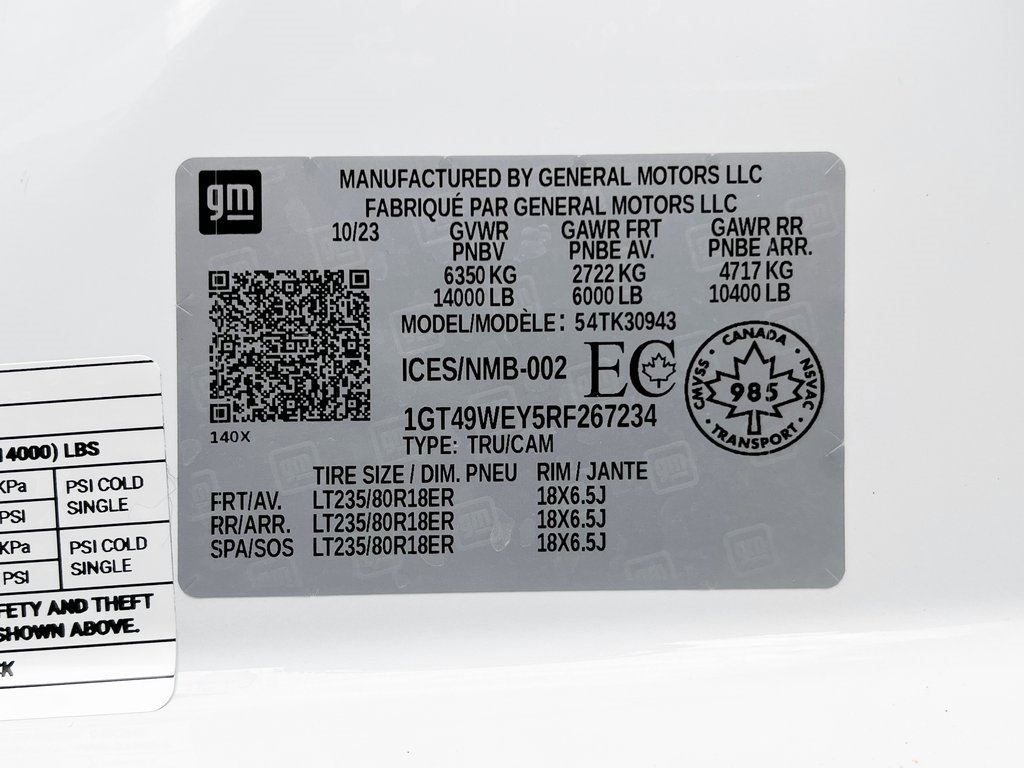 gm
MANUFACTURED BY GENERAL MOTORS LLC
FABRIQUÉ PAR GENERAL MOTORS LLC
10/23 GVWR GAWR FRT GAWR RR
PNBV PNBE AV. PNBE ARR.
6350 KG 2722 KG 4717 KG
14000 LB 6000 LB 10400 LB
MODEL/MODÈLE: 54TK30943
ICES/NMB-002 EC
CANADA
CMVSS · NSVAC
985
TRANSPORT
140X
1GT49WEY5RF267234
TYPE: TRU/CAM
TIRE SIZE / DIM. PNEU RIM / JANTE
FRT/AV. LT235/80R18ER 18X6.5J
RR/ARR. LT235/80R18ER 18X6.5J
SPA/SOS LT235/80R18ER 18X6.5J
4000) LBS
KPa PSI COLD
PSI SINGLE
KPa PSI COLD
PSI SINGLE
FETY AND THEFT
SHOWN ABOVE.
K